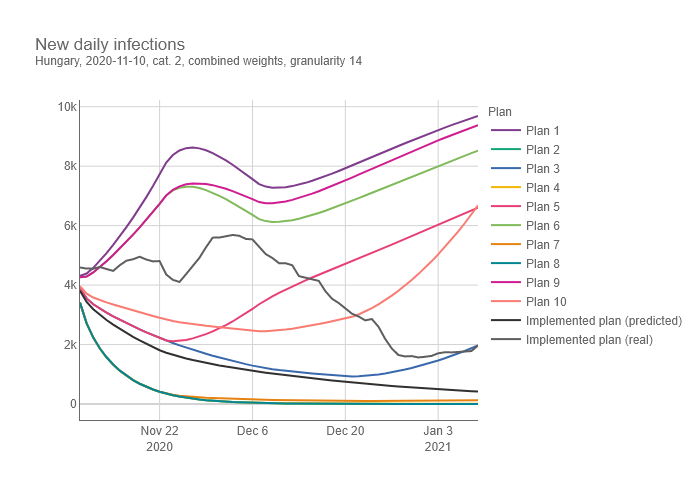 New daily infections
Hungary, 2020-11-10, cat. 2, combined weights, granularity 14
10k
8k
6k
4k
2k
0
Nov 22
2020
Dec 6
Dec 20
Jan 3
2021
Plan
Plan 1
Plan 2
Plan 3
Plan 4
Plan 5
Plan 6
Plan 7
Plan 8
Plan 9
Plan 10
Implemented plan (predicted)
Implemented plan (real)